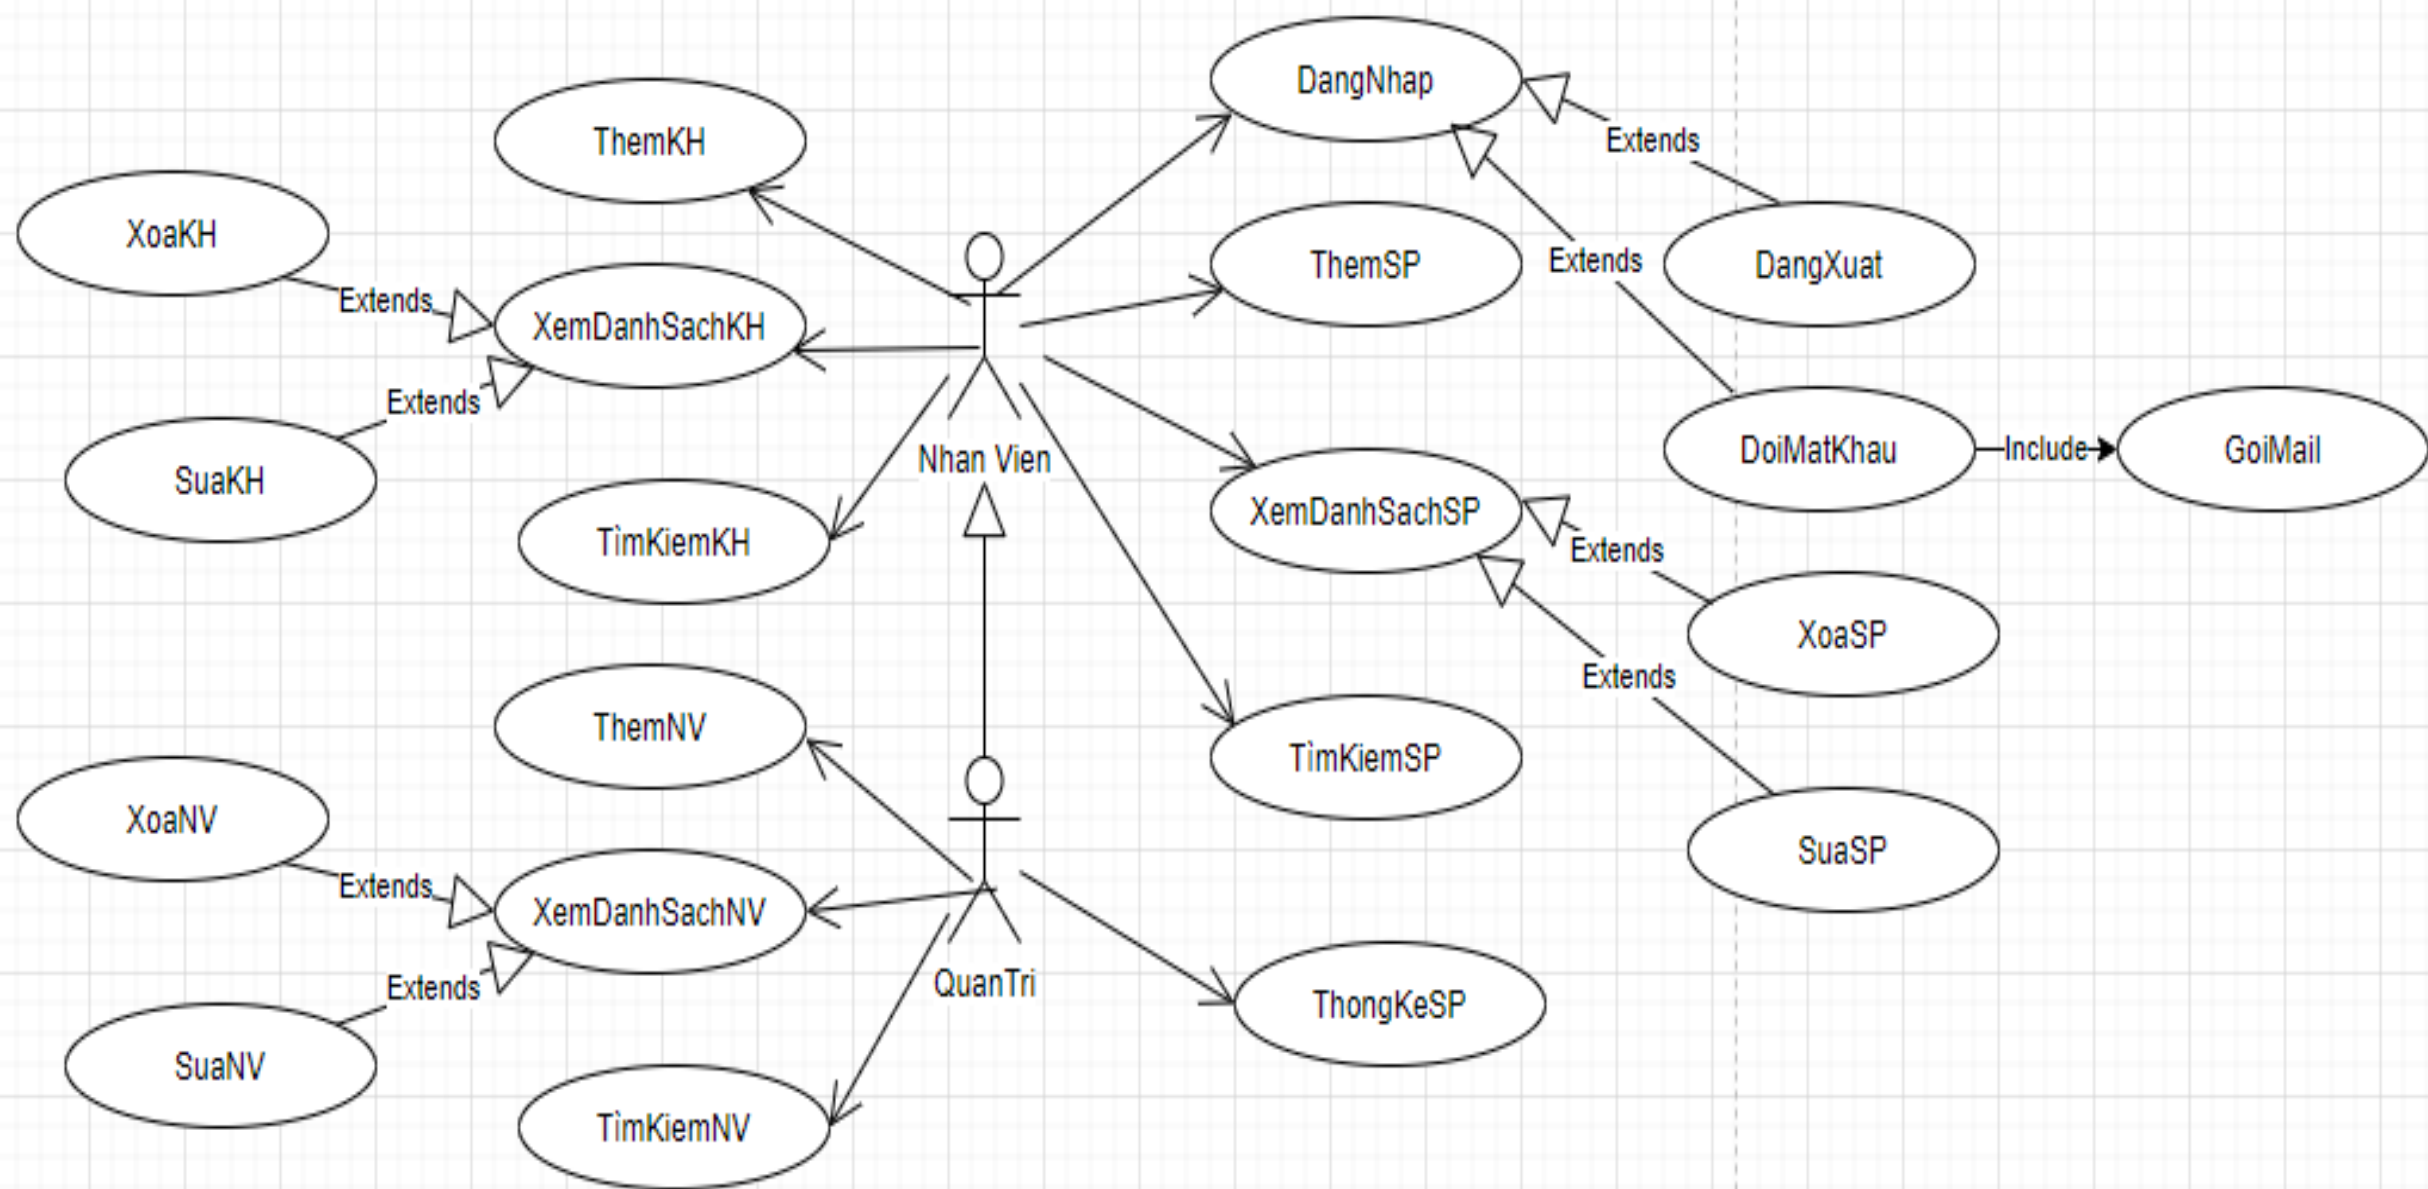 DangNhap
ThemKH
Extends
XoaKH
ThemSP
Extends
DangXuat
Extends
XemDanhSachKH
Extends
Nhan Vien
DoiMatKhau
Include
GoiMail
SuaKH
XemDanhSachSP
TìmKiemKH
Extends
XoaSP
Extends
ThemNV
TìmKiemSP
XoaNV
SuaSP
Extends
XemDanhSachNV
Extends
QuanTri
ThongKeSP
SuaNV
TìmKiemNV